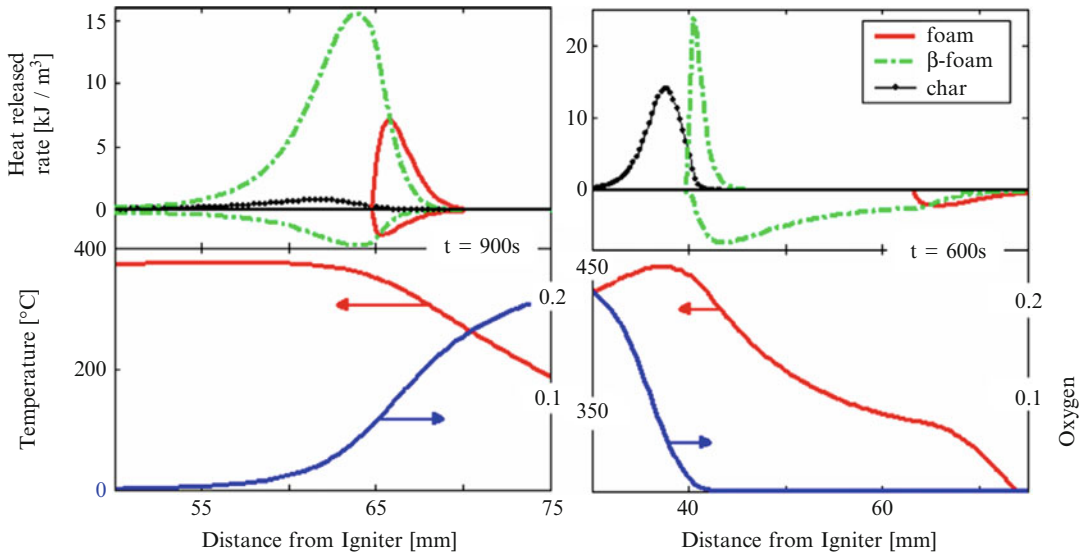 Heat released
rate [kJ / m³]
15
10
5
0
t = 900s
20
10
0
t = 600s
foam
β-foam
char
Temperature [°C]
400
200
0
0.2
0.1
55
65
75
Distance from Igniter [mm]
450
350
0.2
0.1
Oxygen
40
60
Distance from Igniter [mm]